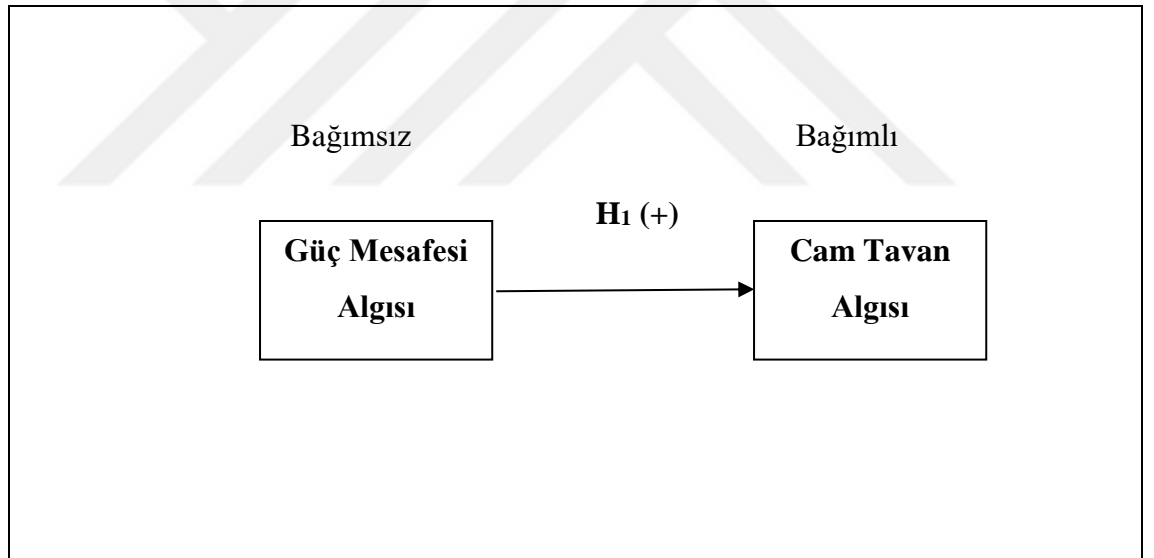 Bağımsız Bağımlı
H₁ (+)
Güç Mesafesi Cam Tavan
Algısı Algısı